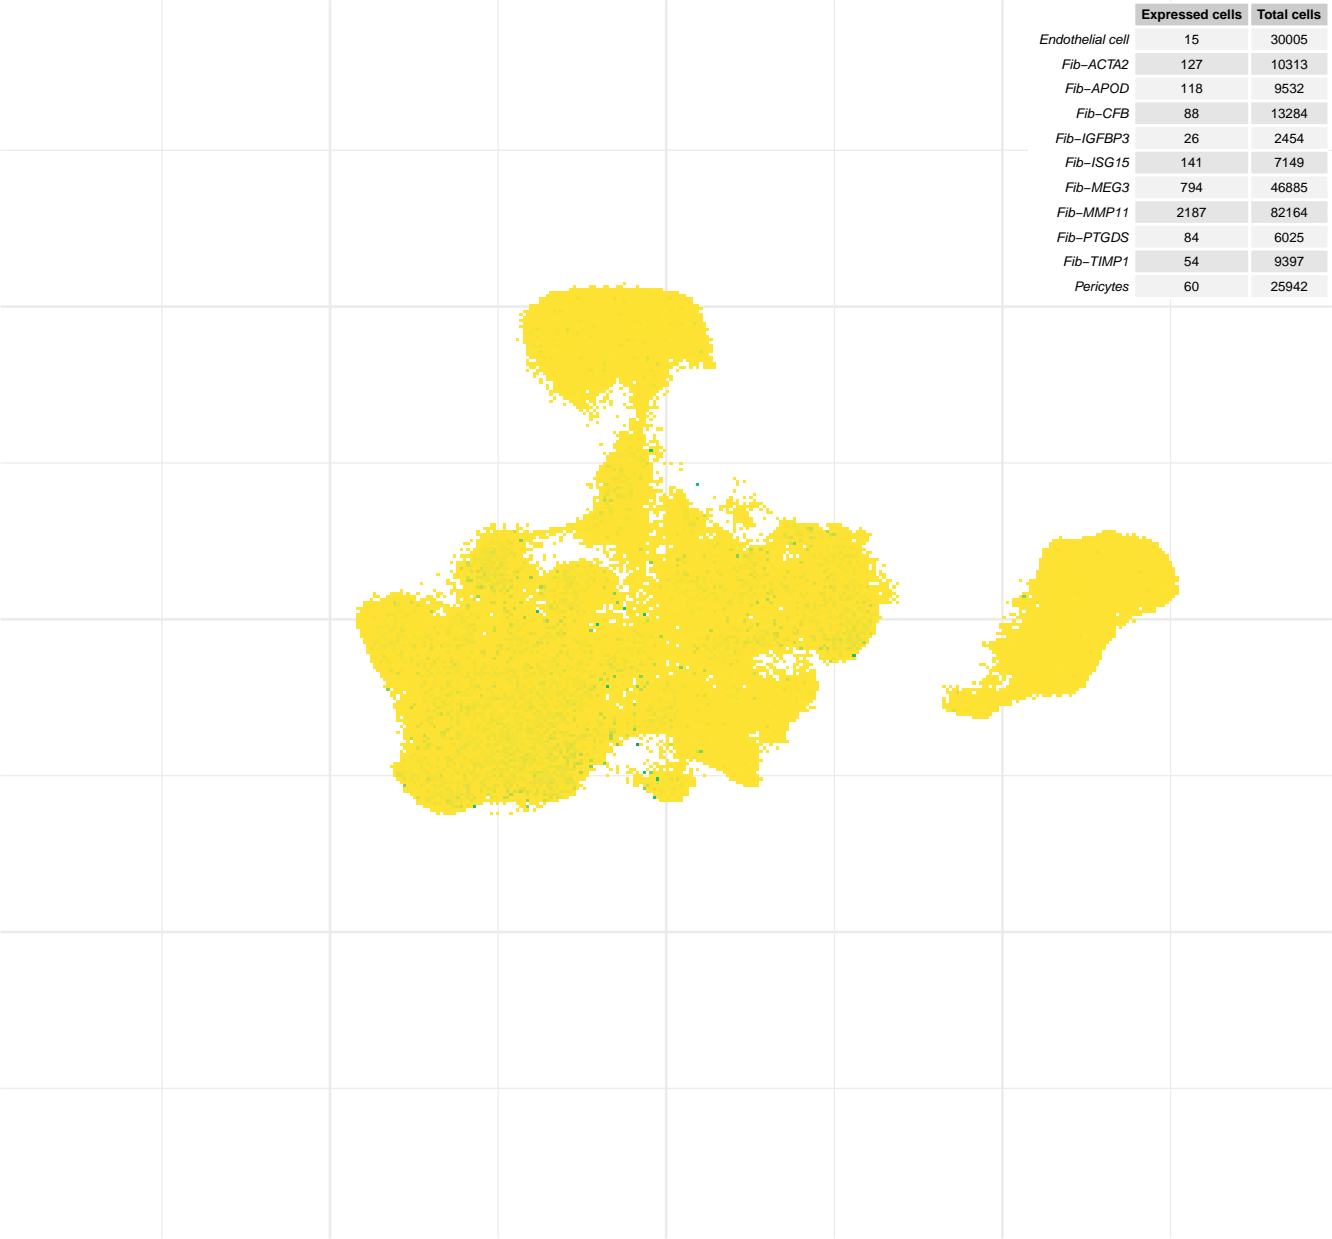 Expressed cells Total cells
Endothelial cell 15 30005
Fib−ACTA2 127 10313
Fib−APOD 118 9532
Fib−CFB 88 13284
Fib−IGFBP3 26 2454
Fib−ISG15 141 7149
Fib−MEG3 794 46885
Fib−MMP11 2187 82164
Fib−PTGDS 84 6025
Fib−TIMP1 54 9397
Pericytes 60 25942